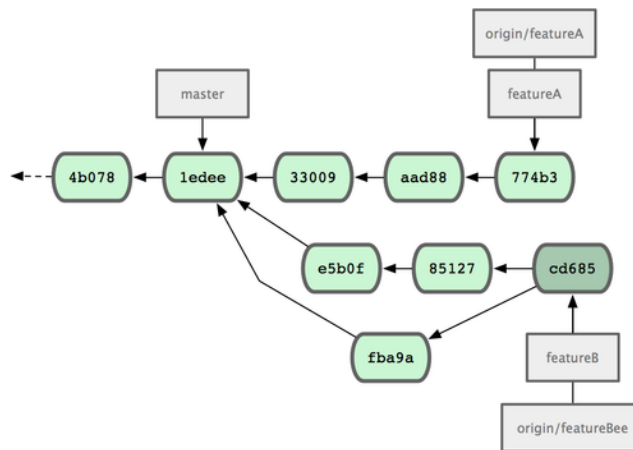 origin/featureA
master
featureA
4b078
1edee
33009
aad88
774b3
e5b0f
85127
cd685
fba9a
featureB
origin/featureBee